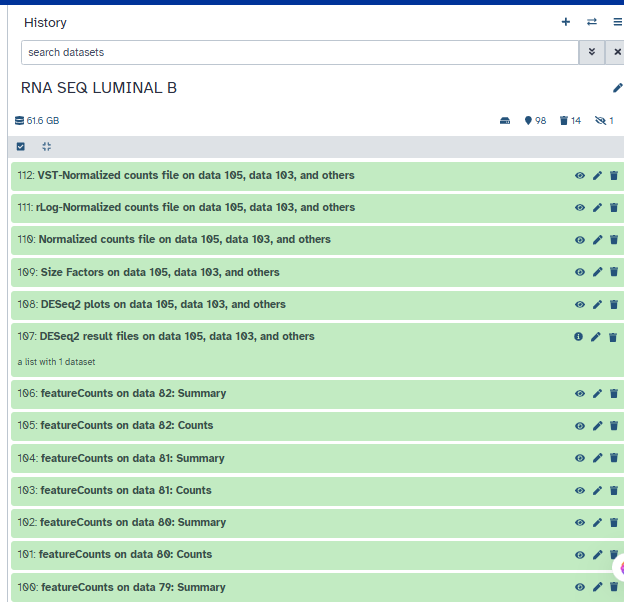 History
search datasets
RNA SEQ LUMINAL B
61.6 GB
98
14
1
112: VST-Normalized counts file on data 105, data 103, and others
111: rLog-Normalized counts file on data 105, data 103, and others
110: Normalized counts file on data 105, data 103, and others
109: Size Factors on data 105, data 103, and others
108: DESeq2 plots on data 105, data 103, and others
107: DESeq2 result files on data 105, data 103, and others
a list with 1 dataset
106: featureCounts on data 82: Summary
105: featureCounts on data 82: Counts
104: featureCounts on data 81: Summary
103: featureCounts on data 81: Counts
102: featureCounts on data 80: Summary
101: featureCounts on data 80: Counts
100: featureCounts on data 79: Summary